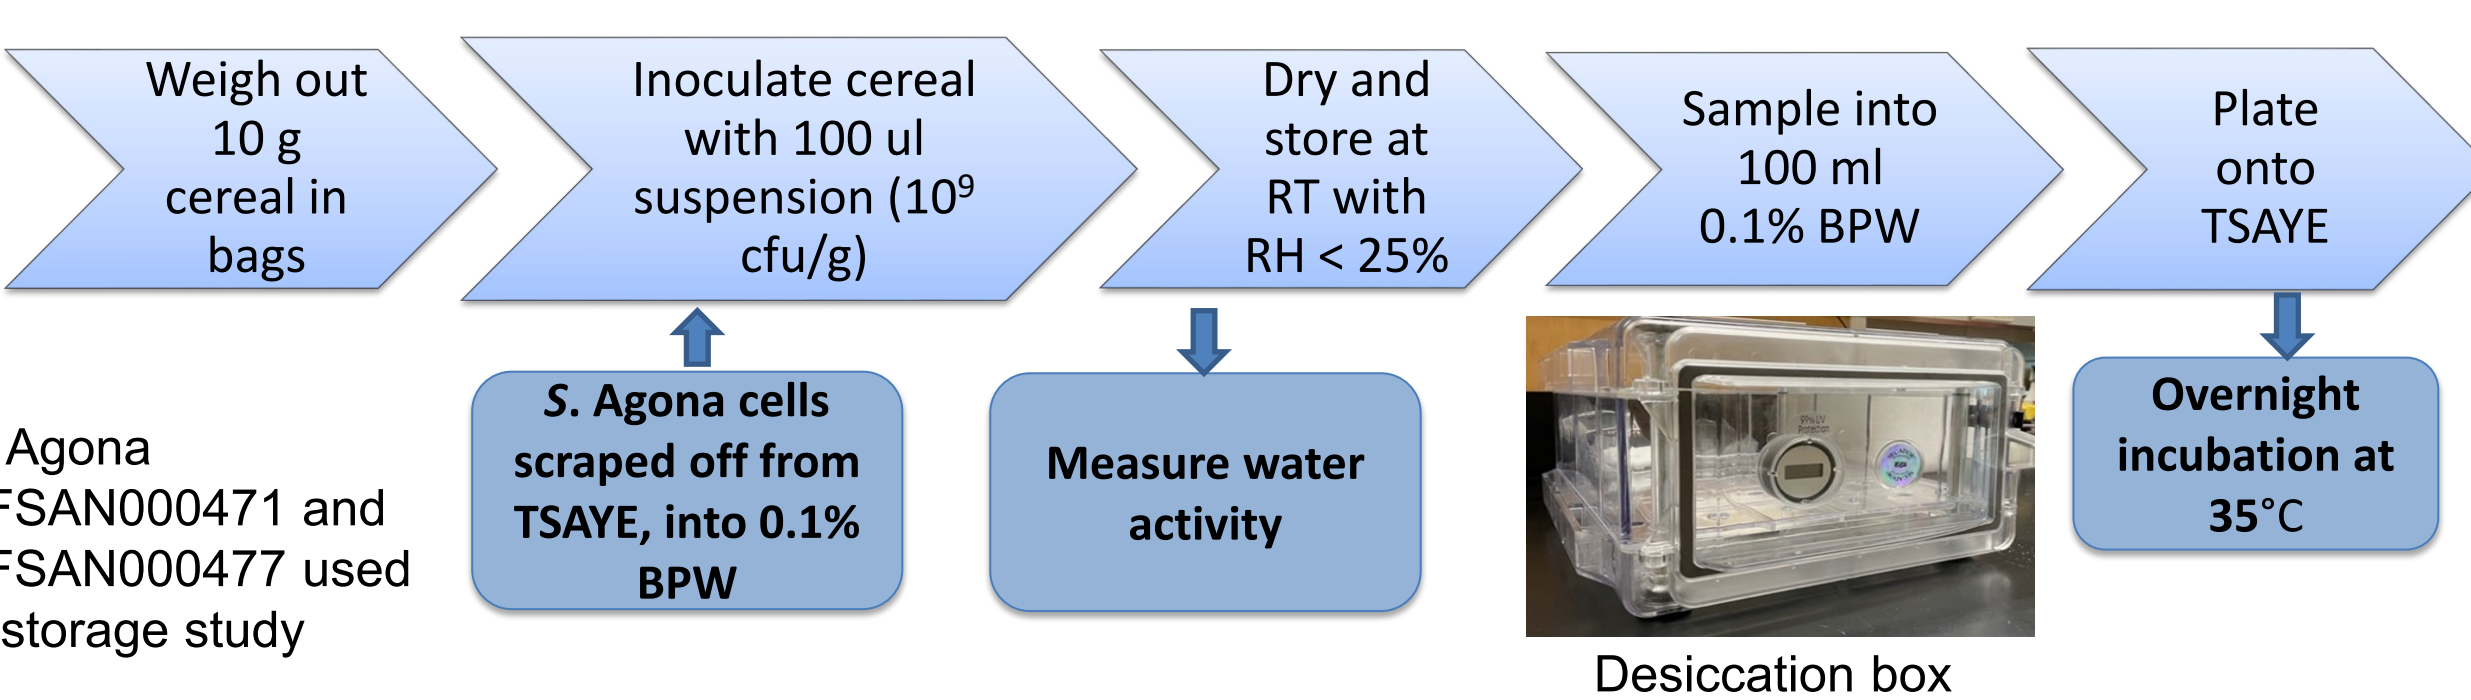 Weigh out
10 g
cereal in
bags
Inoculate cereal
with 100 ul
suspension (10⁹
cfu/g)
Dry and
store at
RT with
RH < 25%
Sample into
100 ml
0.1% BPW
Plate
onto
TSAYE
S. Agona cells
scraped off from
TSAYE, into 0.1%
BPW
Measure water
activity
Overnight
incubation at
35°C
Agona
FSAN000471 and
FSAN000477 used
storage study
99% UV
Protection
Desiccation box